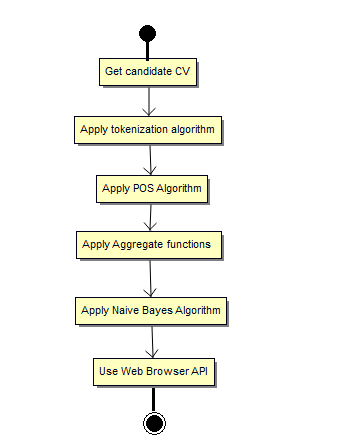 Get candidate CV
Apply tokenization algorithm
Apply POS Algorithm
Apply Aggregate functions
Apply Naive Bayes Algorithm
Use Web Browser API